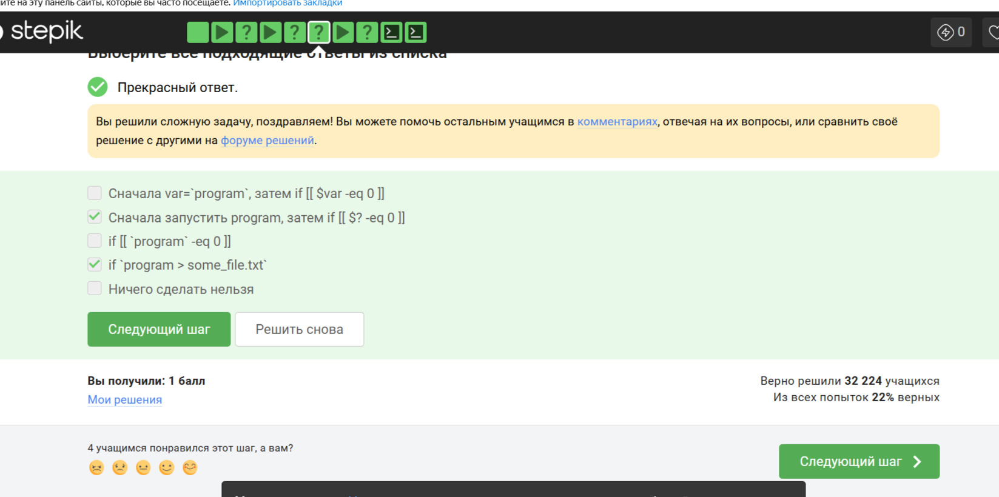 ите на эту панель сайты, которые вы часто посещаете. Импортировать закладки
stepik
? ? ? ?
0
Выберите все подходящие ответы из списка
Прекрасный ответ.
Вы решили сложную задачу, поздравляем! Вы можете помочь остальным учащимся в комментариях, отвечая на их вопросы, или сравнить своё
решение с другими на форуме решений.
Сначала var=`program`, затем if [[ $var -eq 0 ]]
Сначала запустить program, затем if [[ $? -eq 0 ]]
if [[ `program` -eq 0 ]]
if `program > some_file.txt`
Ничего сделать нельзя
Следующий шаг
Решить снова
Вы получили: 1 балл
Мои решения
Верно решили 32 224 учащихся
Из всех попыток 22% верных
4 учащимся понравился этот шаг, а вам?
Следующий шаг